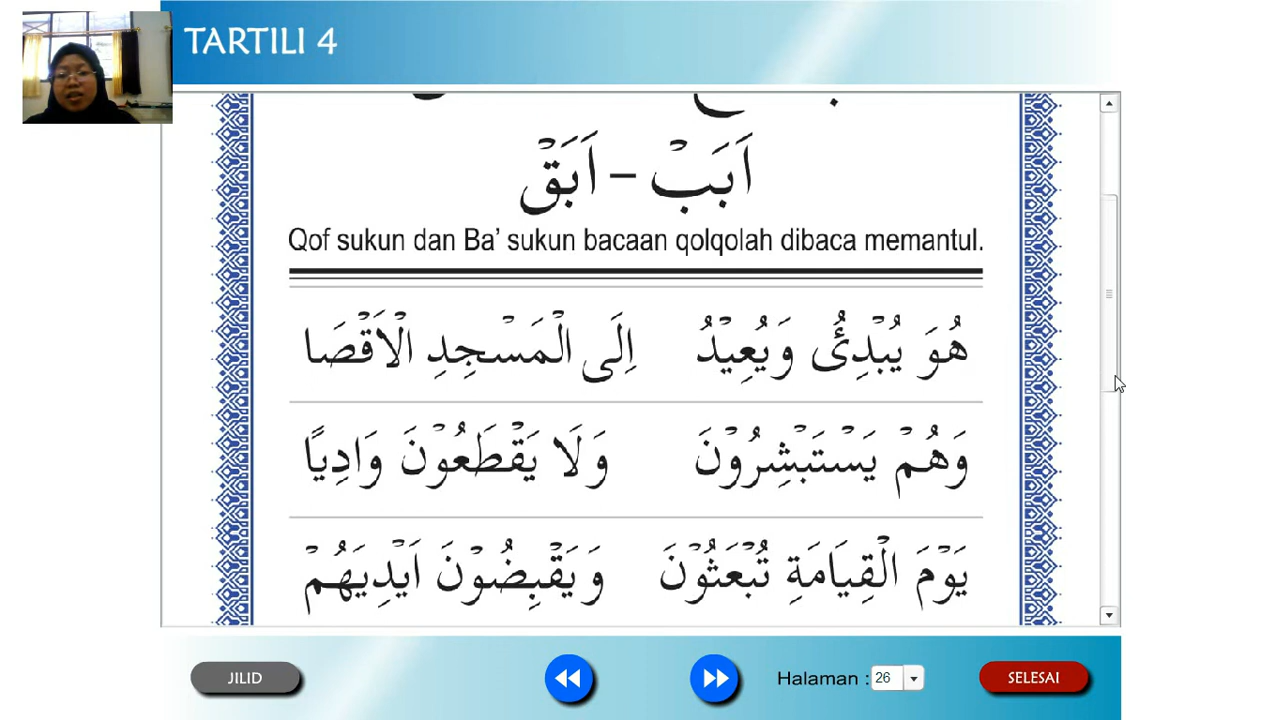 TARTILI 4
اَبَبْ – اَبَقْ
Qof sukun dan Ba’ sukun bacaan qolqolah dibaca memantul.
هُوَ يُبْدِئُ وَيُعِيْدُ اِلَى الْمَسْجِدِ الْاَقْصَا
وَهُمْ يَسْتَبْشِرُوْنَ وَلَا يَقْطَعُوْنَ وَادِيًا
يَوْمَ الْقِيَامَةِ تُبْعَثُوْنَ وَيَقْبِضُوْنَ اَيْدِيَهُمْ
JILID Halaman : 26 SELESAI